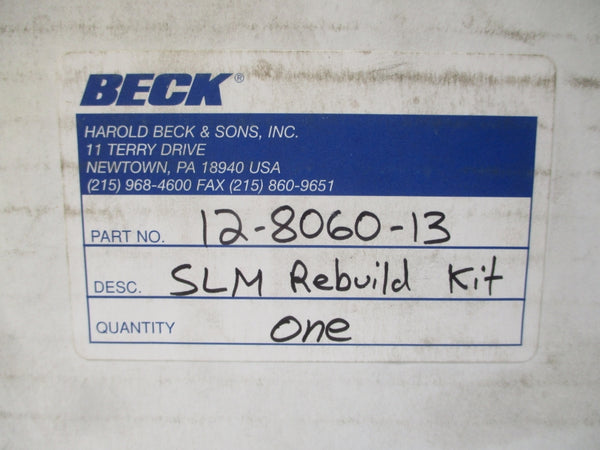 BECK®
HAROLD BECK & SONS, INC.
11 TERRY DRIVE
NEWTOWN, PA 18940 USA
(215) 968-4600 FAX (215) 860-9651
PART NO. 12-8060-13
DESC. SLM Rebuild Kit
QUANTITY one